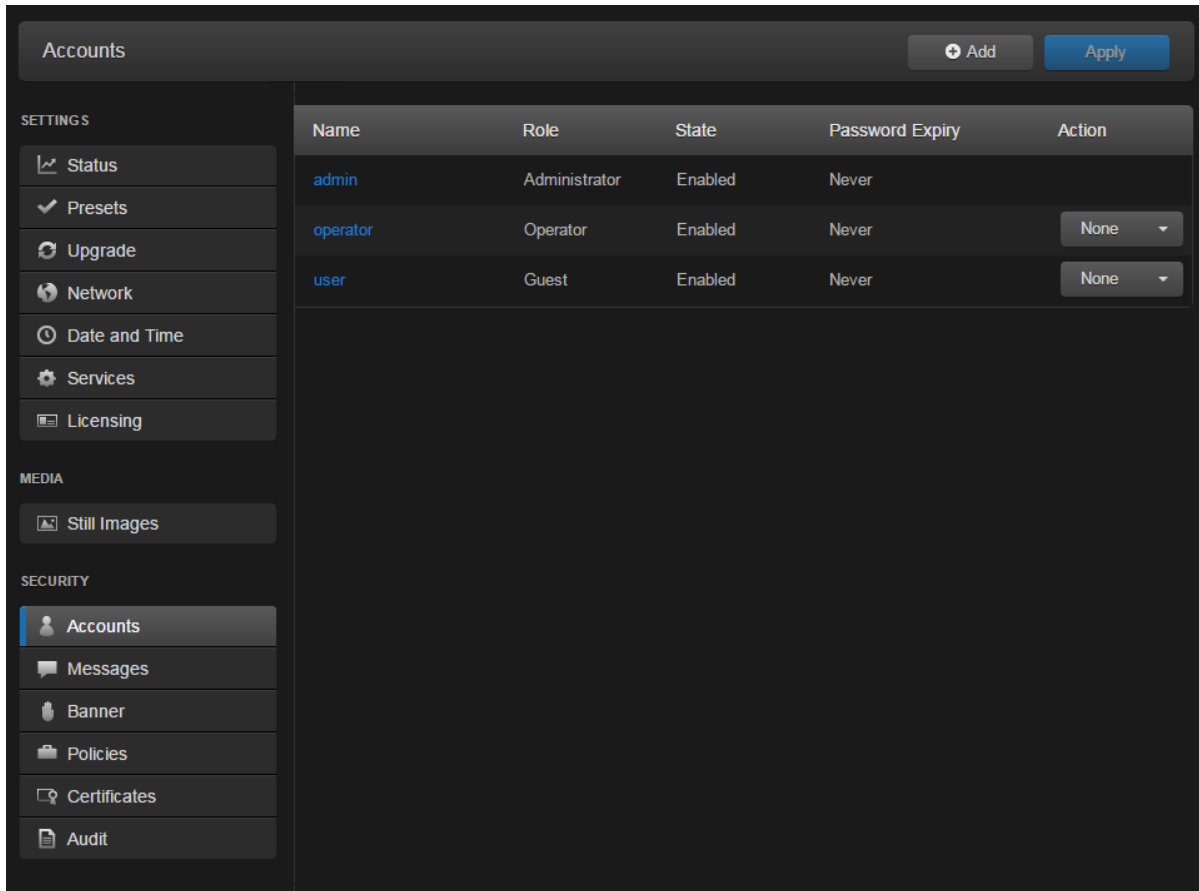 Accounts
Add
Apply
SETTINGS
Status
Presets
Upgrade
Network
Date and Time
Services
Licensing
MEDIA
Still Images
SECURITY
Accounts
Messages
Banner
Policies
Certificates
Audit
Name Role State Password Expiry Action
admin Administrator Enabled Never
operator Operator Enabled Never None
user Guest Enabled Never None